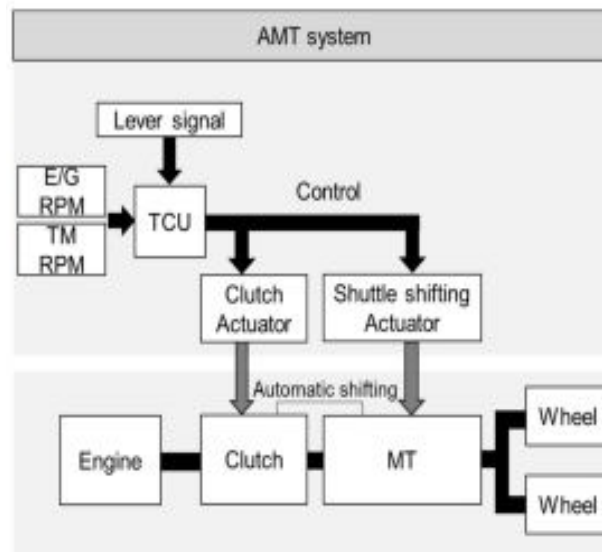 AMT system
Lever signal
E/G
RPM
TM
RPM
TCU
Control
Clutch
Actuator
Shuttle shifting
Actuator
Automatic shifting
Engine
Clutch
MT
Wheel
Wheel